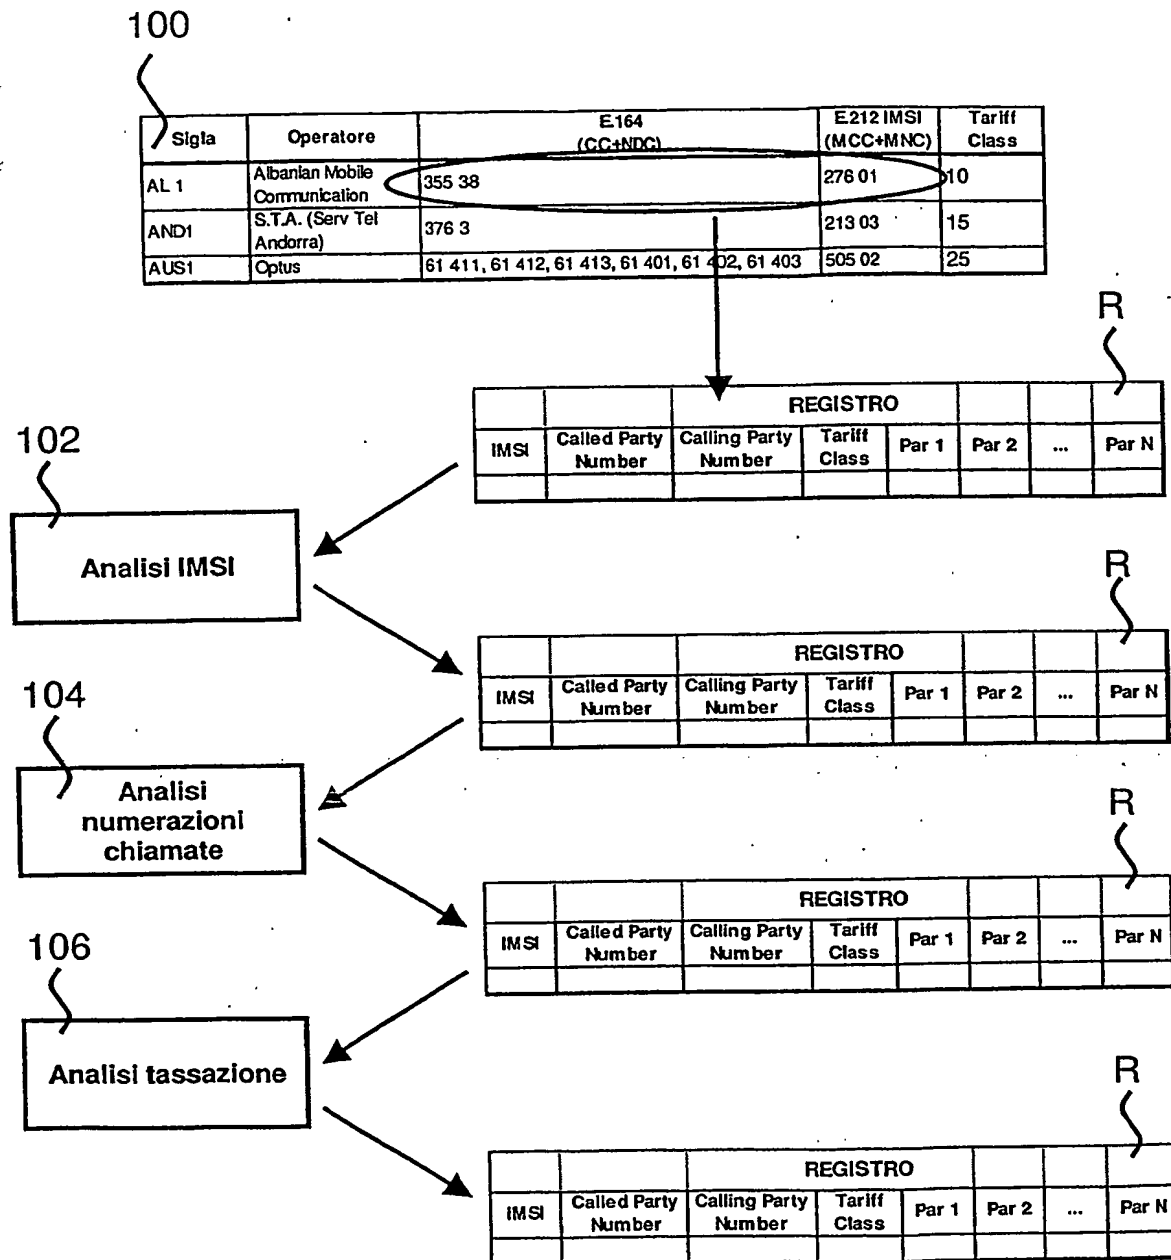 100
Sigla Operatore E.164 (CC+NDC) E.212 IMSI (MCC+MNC) Tariff Class
AL 1 Albanian Mobile Communication 355 38 276 01 10
AND1 S.T.A. (Serv Tel Andorra) 376 3 213 03 15
AUS1 Optus 61 411, 61 412, 61 413, 61 401, 61 402, 61 403 505 02 25
R
REGISTRO
IMSI Called Party Number Calling Party Number Tariff Class Par 1 Par 2 ... Par N
102
Analisi IMSI
R
REGISTRO
IMSI Called Party Number Calling Party Number Tariff Class Par 1 Par 2 ... Par N
104
Analisi
numerazioni
chiamate
R
REGISTRO
IMSI Called Party Number Calling Party Number Tariff Class Par 1 Par 2 ... Par N
106
Analisi tassazione
R
REGISTRO
IMSI Called Party Number Calling Party Number Tariff Class Par 1 Par 2 ... Par N